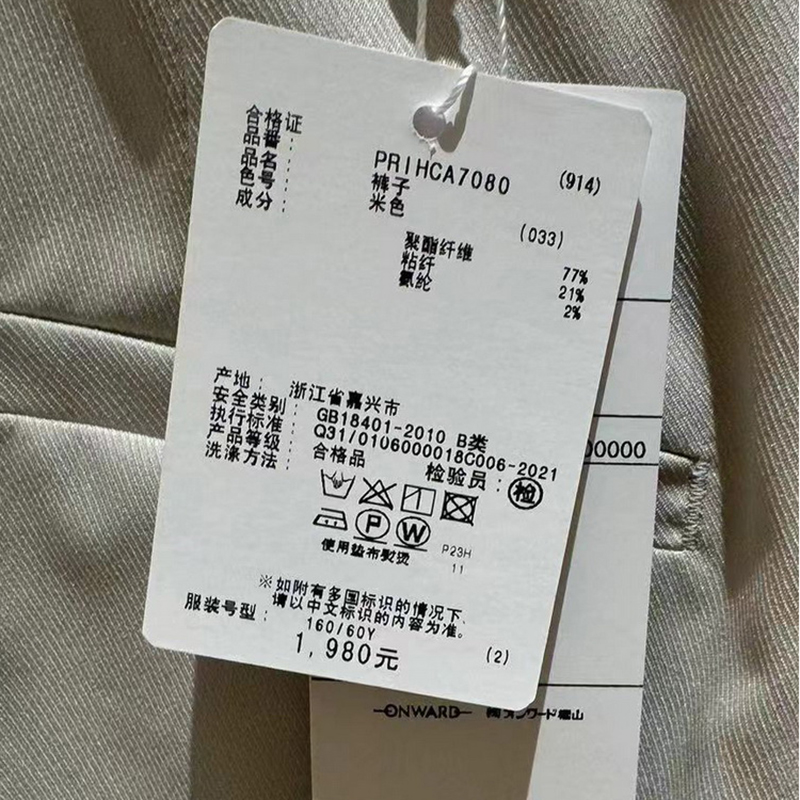 合格证
品番： PRIHCA7080 (914)
品名： 裤子
色号： 米色 (033)
成分：
聚酯纤维 77%
粘纤 21%
氨纶 2%
产地： 浙江省嘉兴市
安全类别： GB18401-2010 B类
执行标准： Q31/0106000018C006-2021
产品等级： 合格品 检验员： 检
洗涤方法：
P W
使用垫布熨烫 P23H
11
※如附有多国标识的情况下，
请以中文标识的内容为准。
服装号型： 160/60Y
1,980元 (2)
00000
ONWARD ㈱オンワード樫山